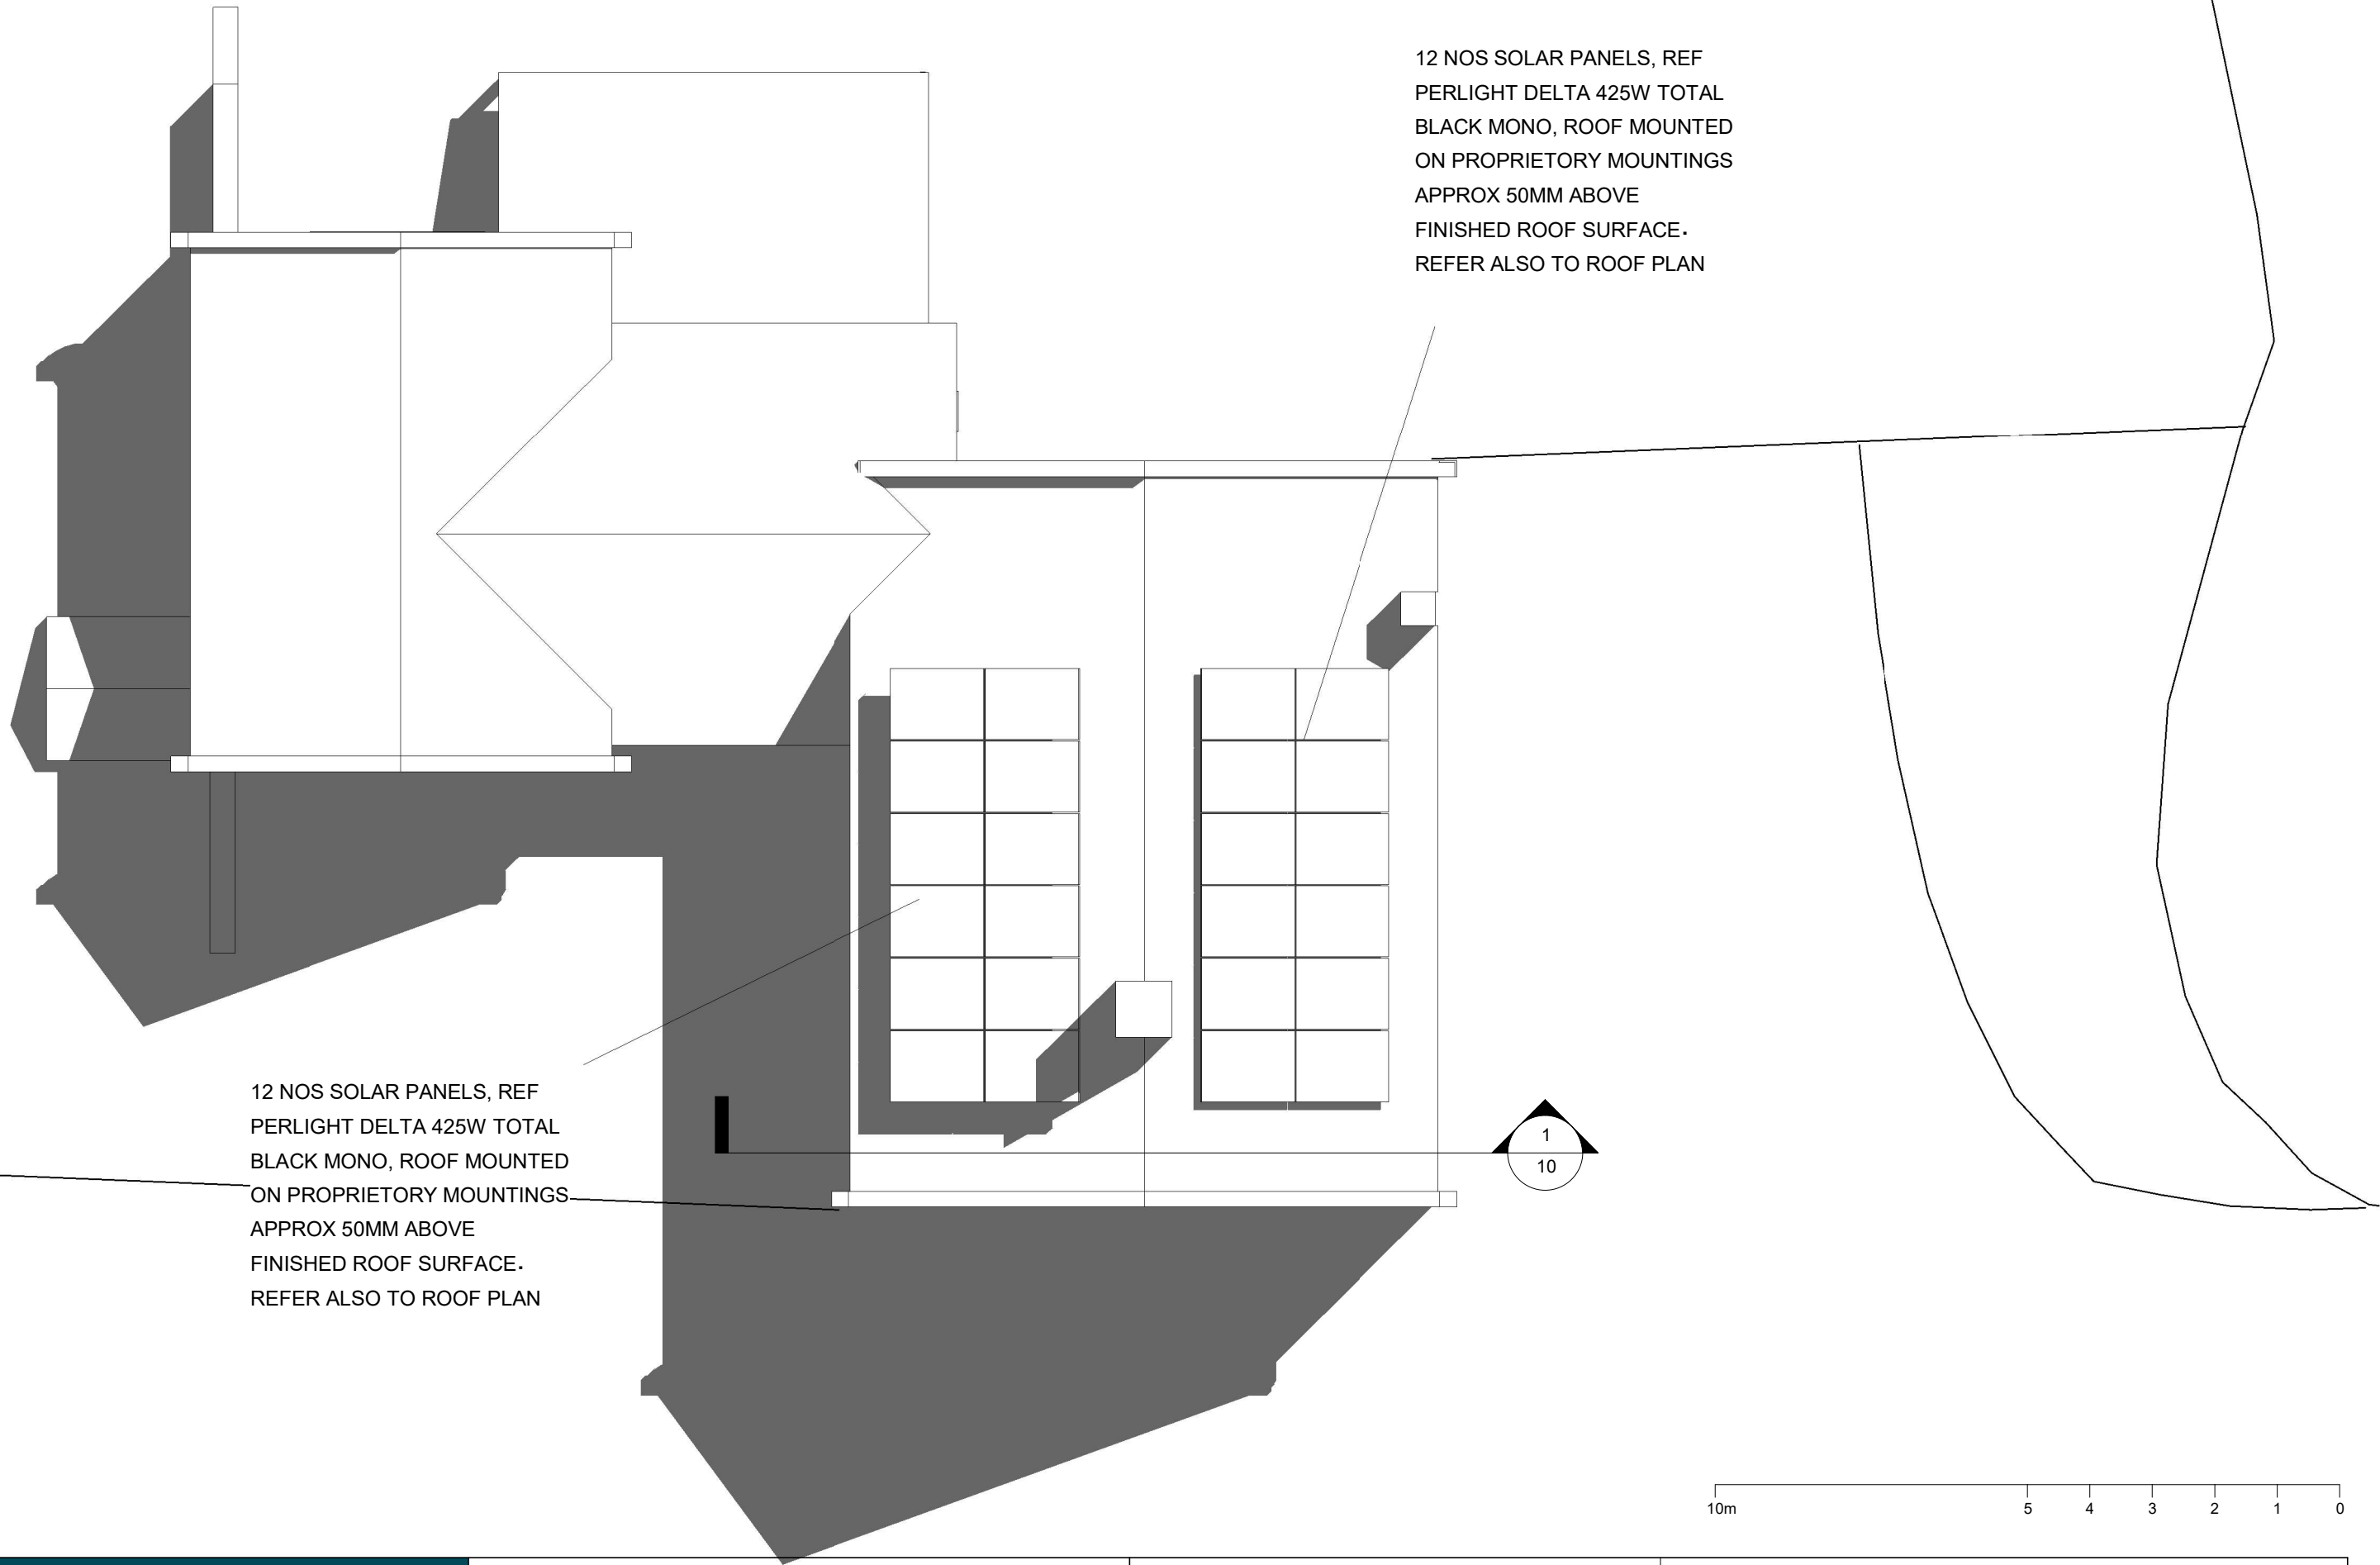 12 NOS SOLAR PANELS, REF
PERLIGHT DELTA 425W TOTAL
BLACK MONO, ROOF MOUNTED
ON PROPRIETORY MOUNTINGS
APPROX 50MM ABOVE
FINISHED ROOF SURFACE.
REFER ALSO TO ROOF PLAN
12 NOS SOLAR PANELS, REF
PERLIGHT DELTA 425W TOTAL
BLACK MONO, ROOF MOUNTED
ON PROPRIETORY MOUNTINGS
APPROX 50MM ABOVE
FINISHED ROOF SURFACE.
REFER ALSO TO ROOF PLAN
1
10
10m 5 4 3 2 1 0